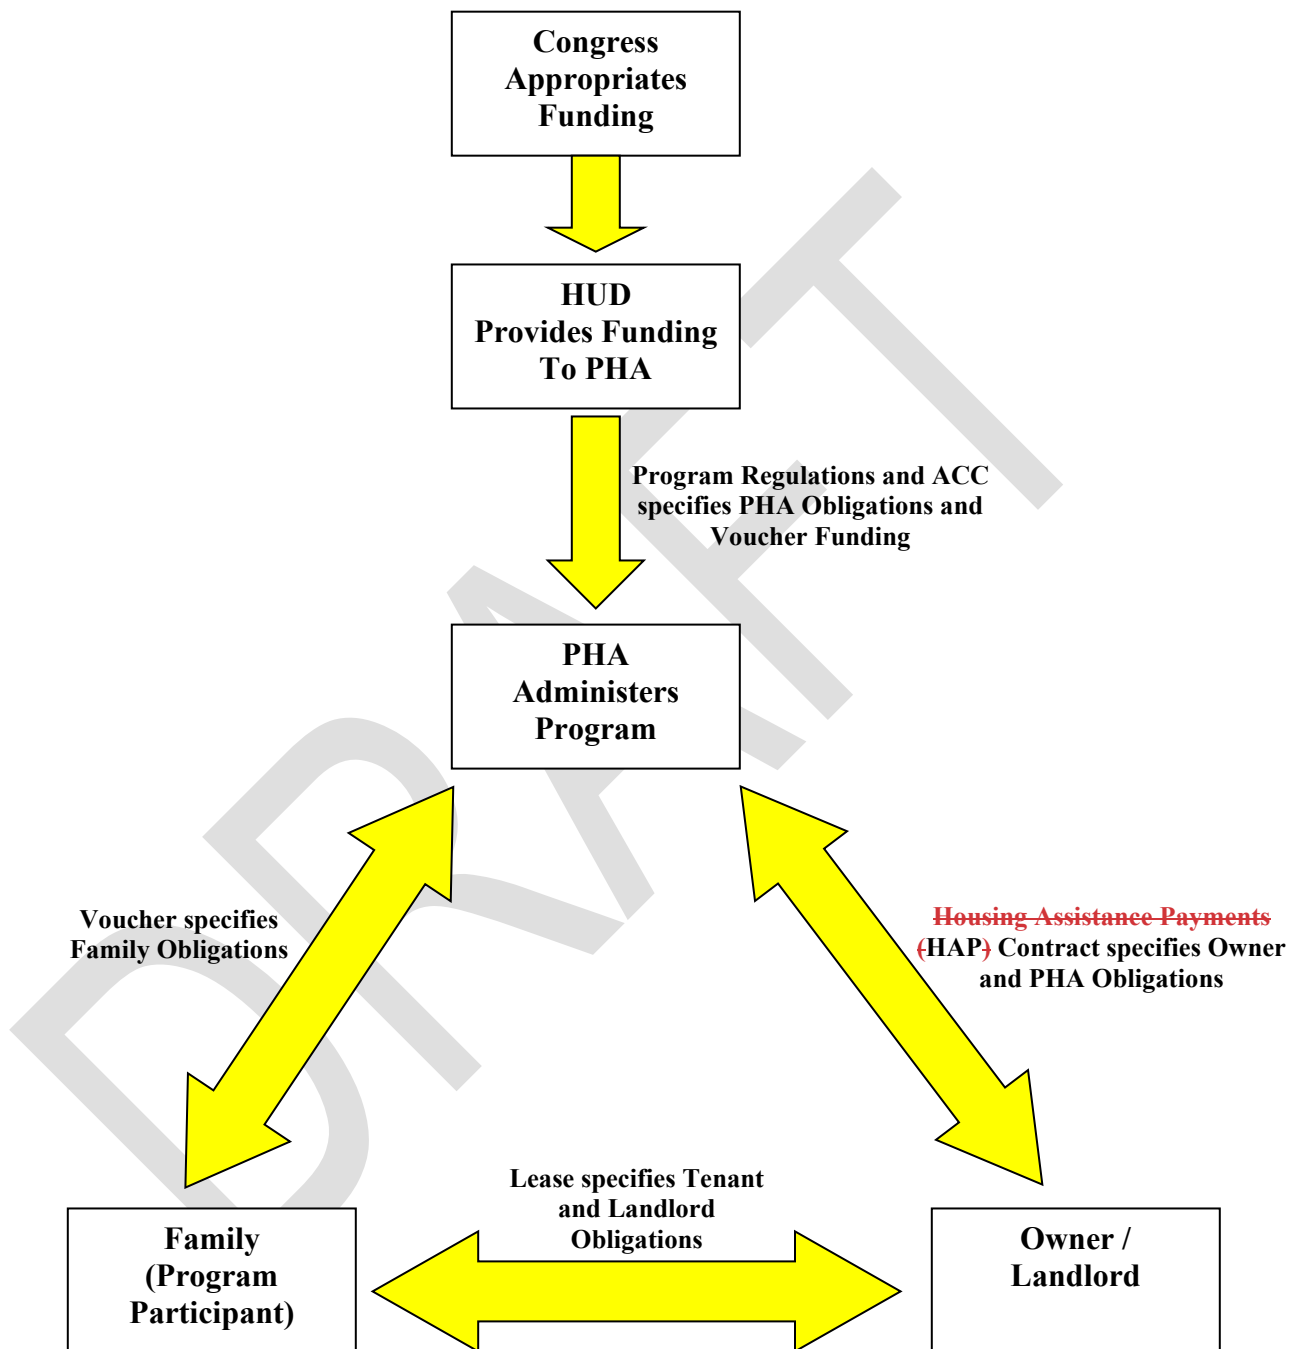 Congress
Appropriates
Funding
HUD
Provides Funding
To PHA
Program Regulations and ACC
specifies PHA Obligations and
Voucher Funding
PHA
Administers
Program
Voucher specifies
Family Obligations
Housing Assistance Payments
(HAP) Contract specifies Owner
and PHA Obligations
Lease specifies Tenant
and Landlord
Obligations
Family
(Program
Participant)
Owner /
Landlord
DRAFT